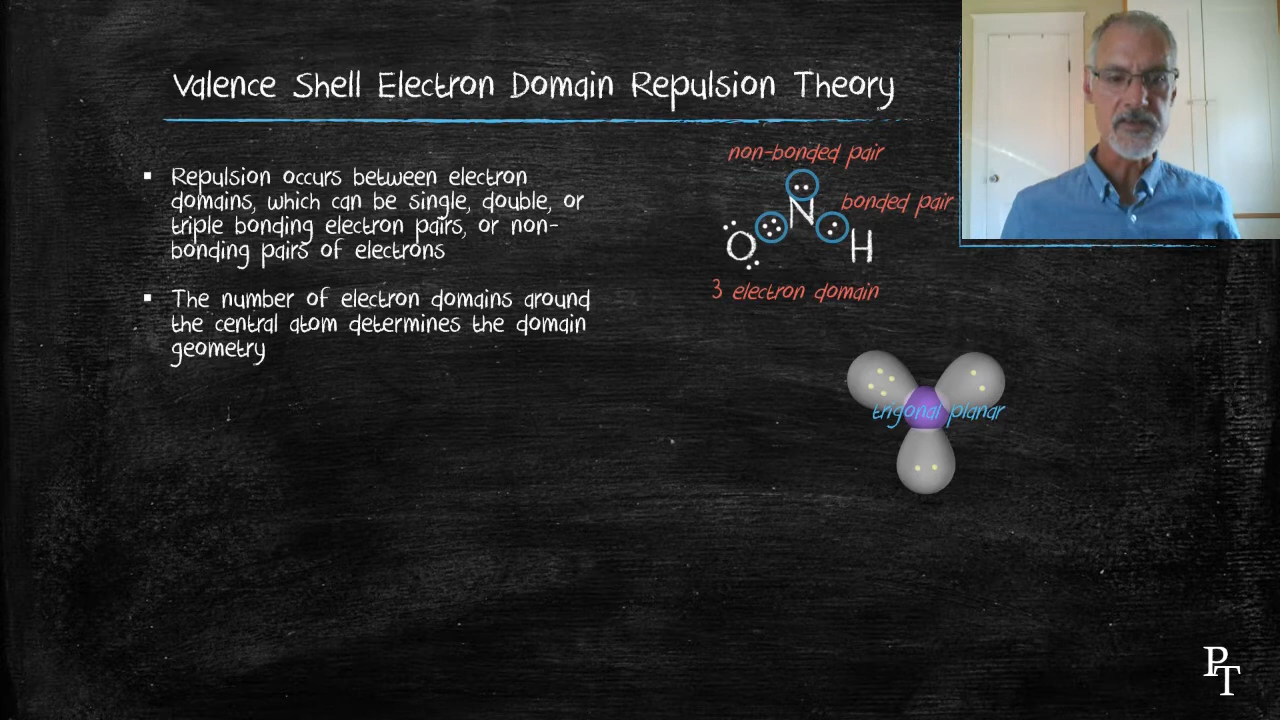 Valence Shell Electron Domain Repulsion Theory
▪ Repulsion occurs between electron
domains, which can be single, double, or
triple bonding electron pairs, or non-
bonding pairs of electrons
▪ The number of electron domains around
the central atom determines the domain
geometry
non-bonded pair
N
bonded pair
O H
3 electron domain
trigonal planar
PT